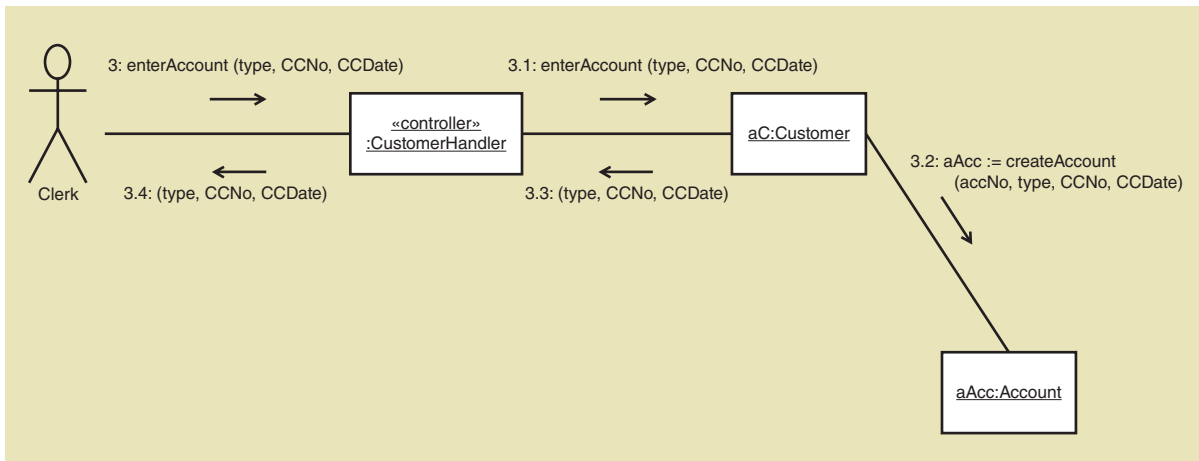 3: enterAccount (type, CCNo, CCDate)
3.1: enterAccount (type, CCNo, CCDate)
«controller»
:CustomerHandler
aC:Customer
3.2: aAcc := createAccount
(accNo, type, CCNo, CCDate)
Clerk
3.4: (type, CCNo, CCDate)
3.3: (type, CCNo, CCDate)
aAcc:Account